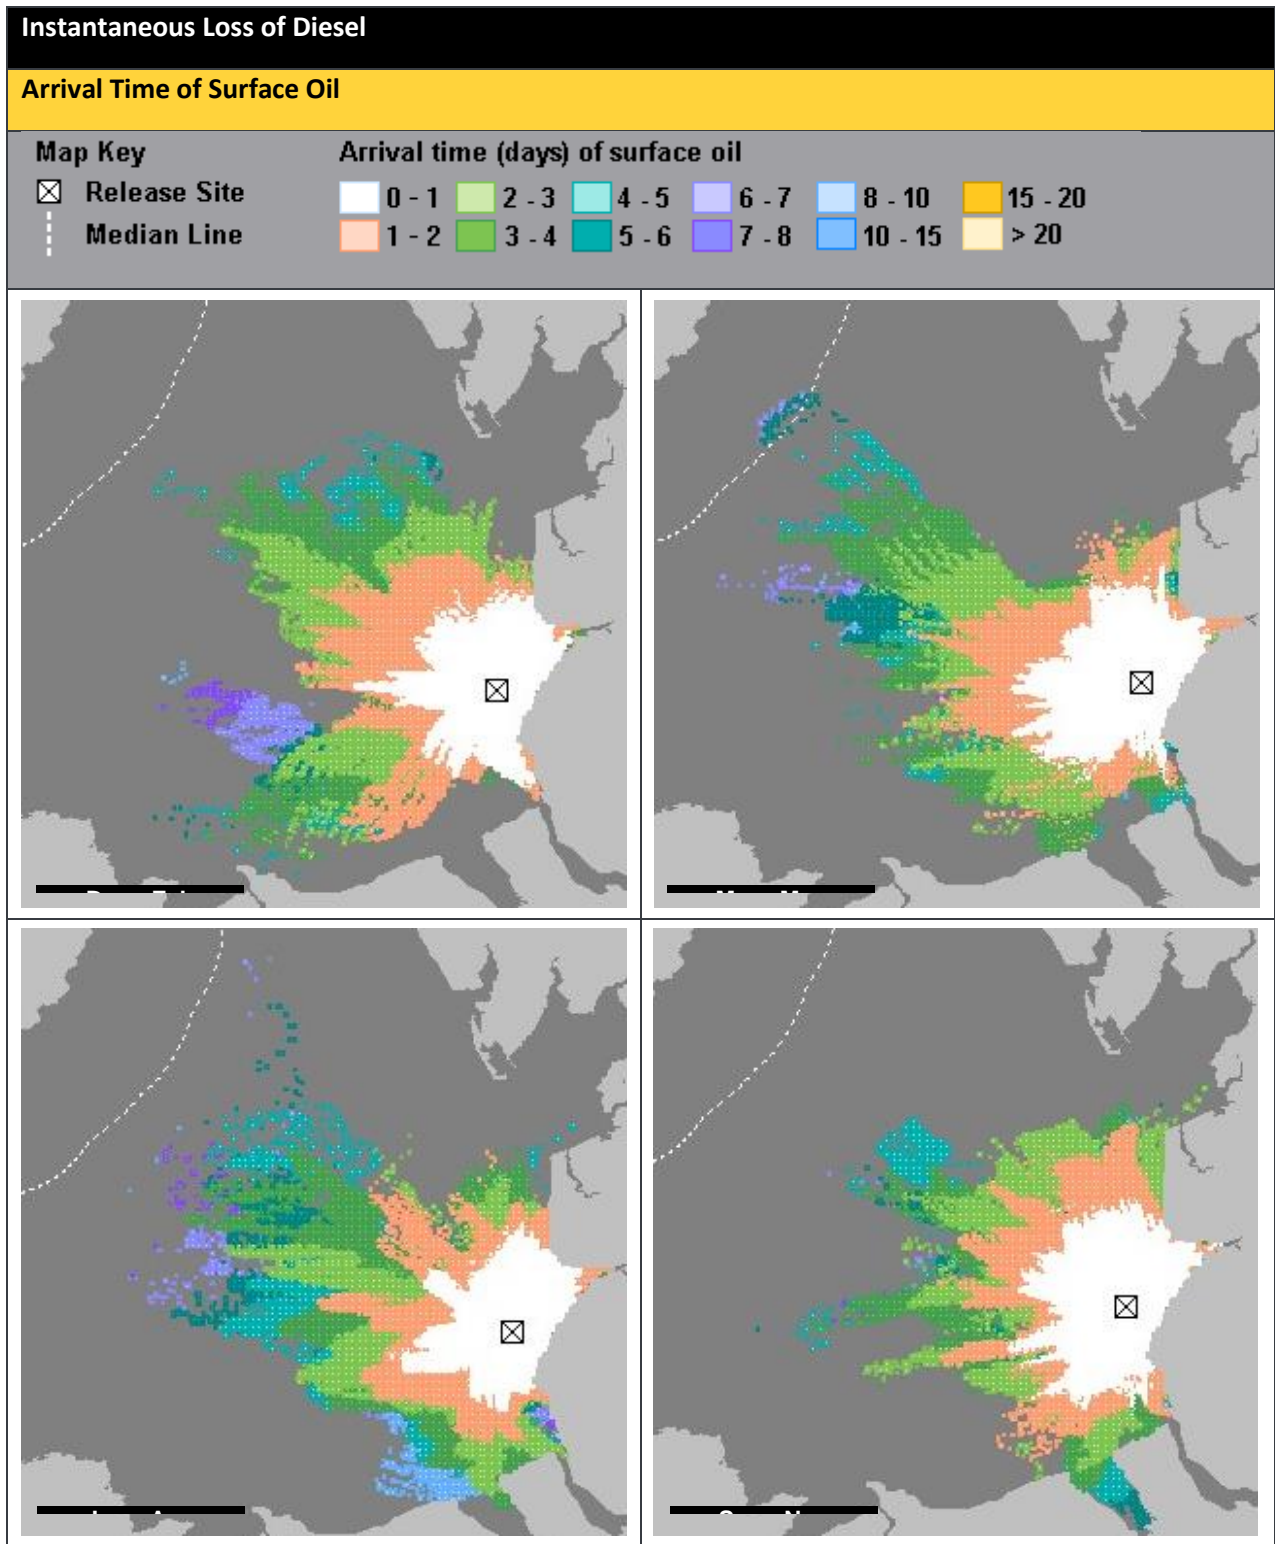 Instantaneous Loss of Diesel
Arrival Time of Surface Oil
Map Key
Arrival time (days) of surface oil
Release Site
0 - 1
2 - 3
4 - 5
6 - 7
8 - 10
15 - 20
Median Line
1 - 2
3 - 4
5 - 6
7 - 8
10 - 15
> 20